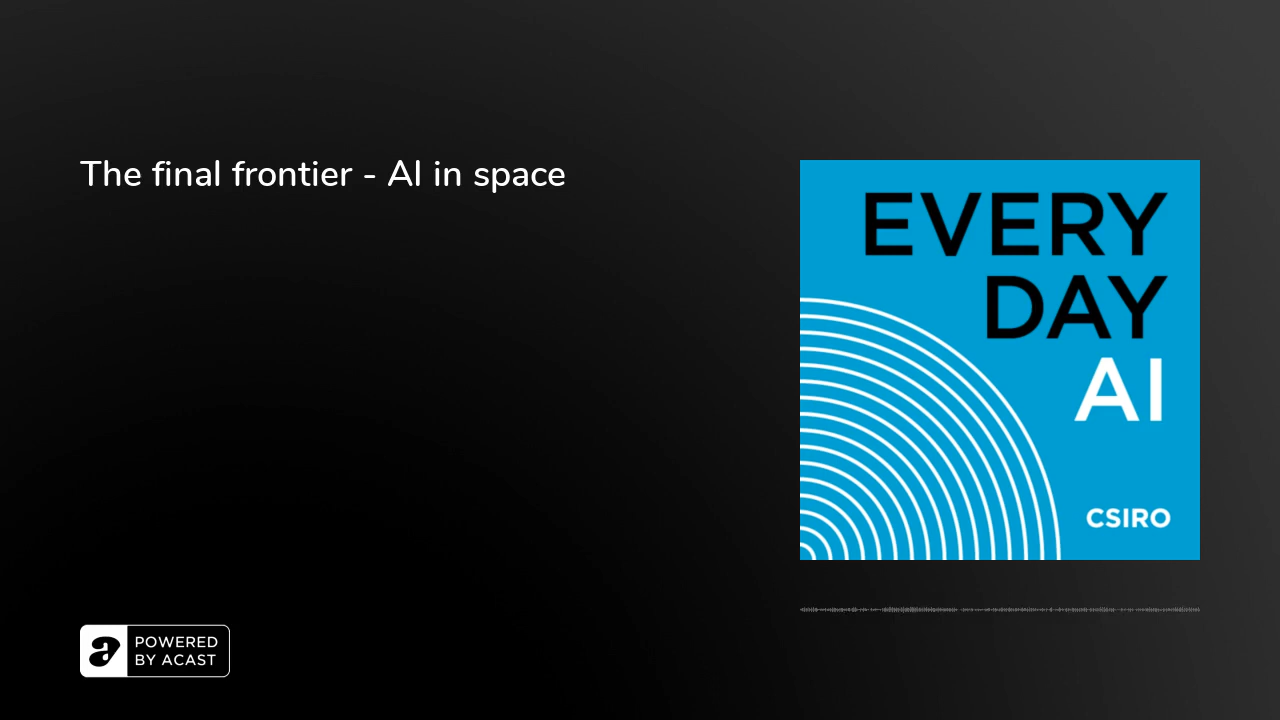 The final frontier - AI in space
EVERY
DAY
AI
CSIRO
a POWERED
BY ACAST